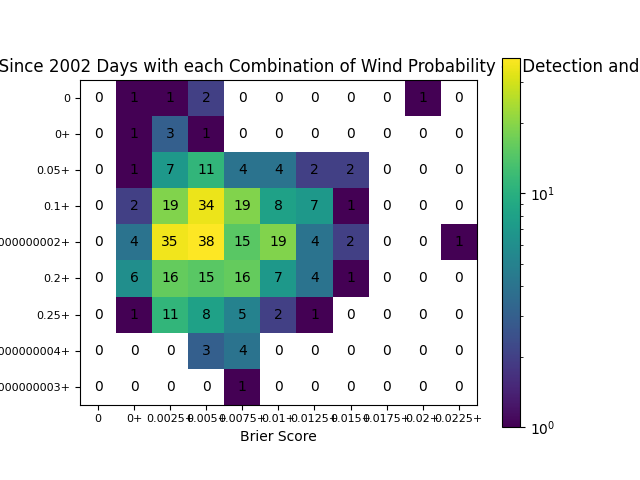 Since 2002 Days with each Combination of Wind Probability Detection and
0 0 1 1 2 0 0 0 0 0 1 0
0+ 0 1 3 1 0 0 0 0 0 0 0
0.05+ 0 1 7 11 4 4 2 2 0 0 0
0.1+ 0 2 19 34 19 8 7 1 0 0 0
000000002+ 0 4 35 38 15 19 4 2 0 0 1
0.2+ 0 6 16 15 16 7 4 1 0 0 0
0.25+ 0 1 11 8 5 2 1 0 0 0 0
000000004+ 0 0 0 3 4 0 0 0 0 0 0
000000003+ 0 0 0 0 1 0 0 0 0 0 0
0 0+ 0.0025+ 0.005+ 0.0075+ 0.01+ 0.0125+ 0.015+ 0.0175+ 0.02+ 0.0225+
Brier Score
10¹
10⁰